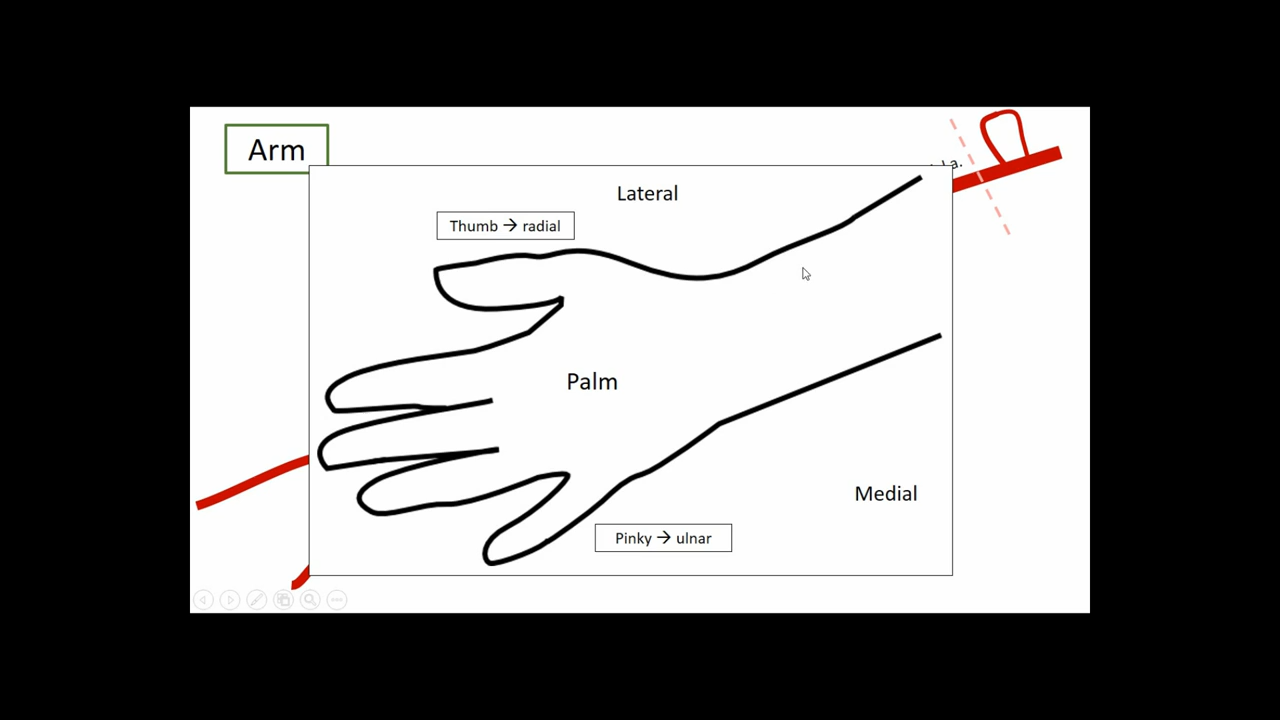 Arm
Lateral
Thumb → radial
Palm
Medial
Pinky → ulnar